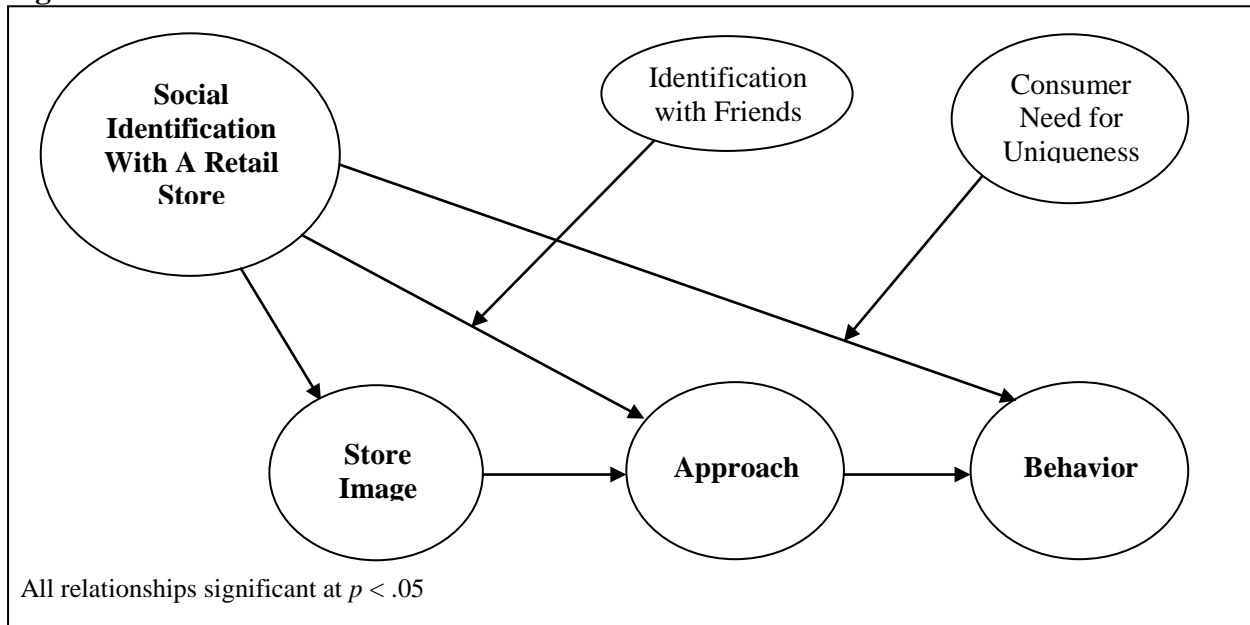 Social
Identification
With A Retail
Store
Identification
with Friends
Consumer
Need for
Uniqueness
Store
Image
Approach
Behavior
All relationships significant at p < .05